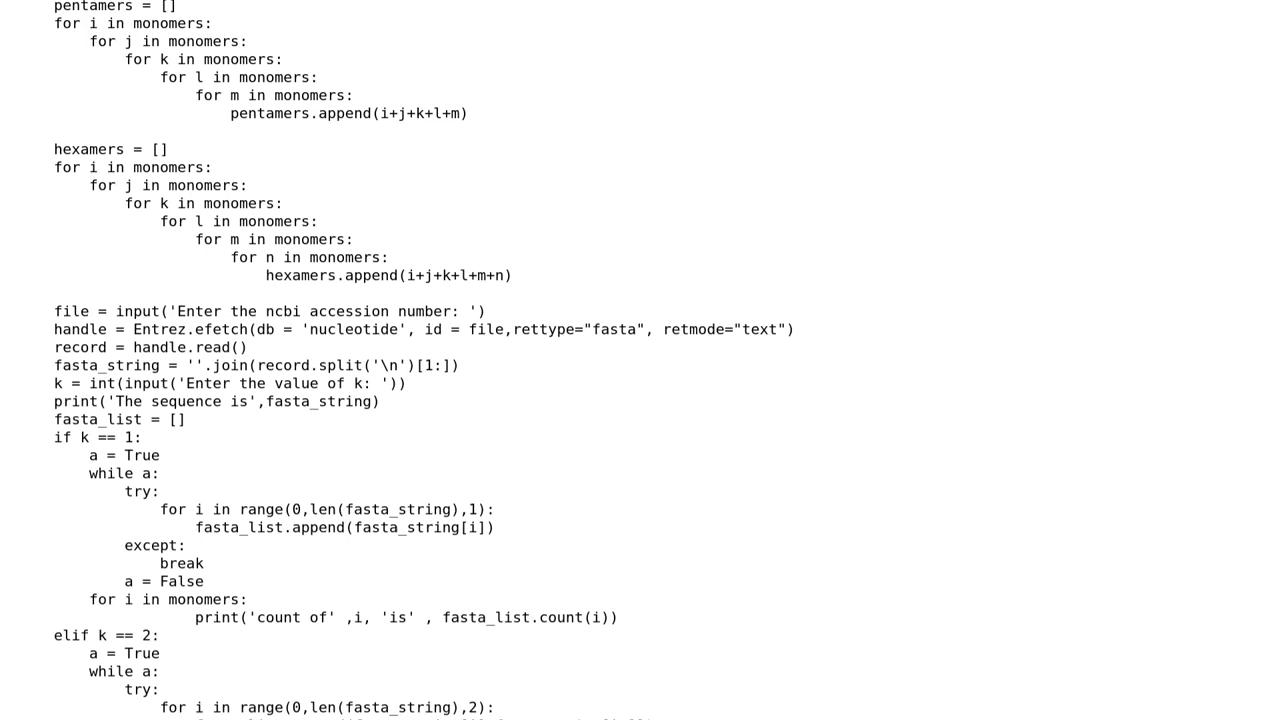 pentamers = []
for i in monomers:
    for j in monomers:
        for k in monomers:
            for l in monomers:
                for m in monomers:
                    pentamers.append(i+j+k+l+m)

hexamers = []
for i in monomers:
    for j in monomers:
        for k in monomers:
            for l in monomers:
                for m in monomers:
                    for n in monomers:
                        hexamers.append(i+j+k+l+m+n)

file = input('Enter the ncbi accession number: ')
handle = Entrez.efetch(db = 'nucleotide', id = file,rettype="fasta", retmode="text")
record = handle.read()
fasta_string = ''.join(record.split('\n')[1:])
k = int(input('Enter the value of k: '))
print('The sequence is',fasta_string)
fasta_list = []
if k == 1:
    a = True
    while a:
        try:
            for i in range(0,len(fasta_string),1):
                fasta_list.append(fasta_string[i])
        except:
            break
        a = False
    for i in monomers:
                print('count of' ,i, 'is' , fasta_list.count(i))
elif k == 2:
    a = True
    while a:
        try:
            for i in range(0,len(fasta_string),2):